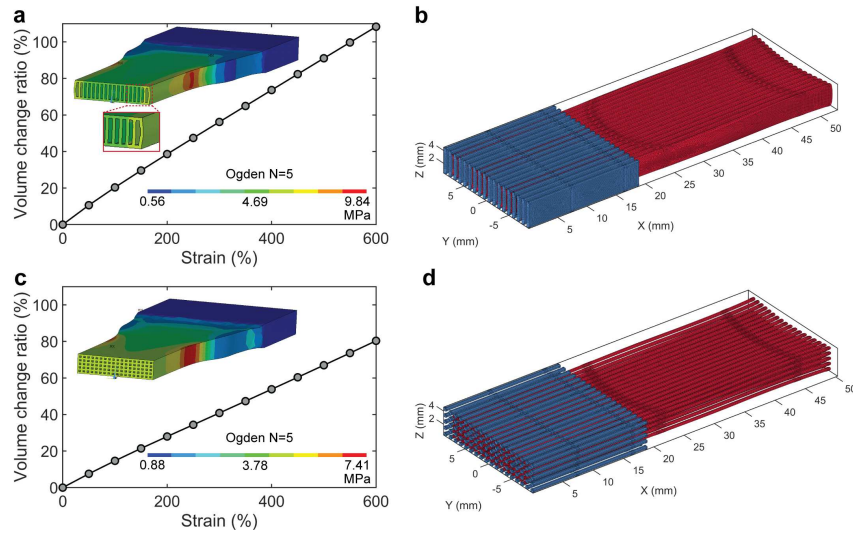 a
Volume change ratio (%)
100
80
60
40
20
0
Ogden N=5
0.56 4.69 9.84
MPa
0 200 400 600
Strain (%)
b
Z (mm)
4
2
5
0
-5
Y (mm)
5
10
15
20
25
30
35
40
45
50
X (mm)
c
Volume change ratio (%)
100
80
60
40
20
0
Ogden N=5
0.88 3.78 7.41
MPa
0 200 400 600
Strain (%)
d
Z (mm)
4
2
5
0
-5
Y (mm)
5
10
15
20
25
30
35
40
45
50
X (mm)